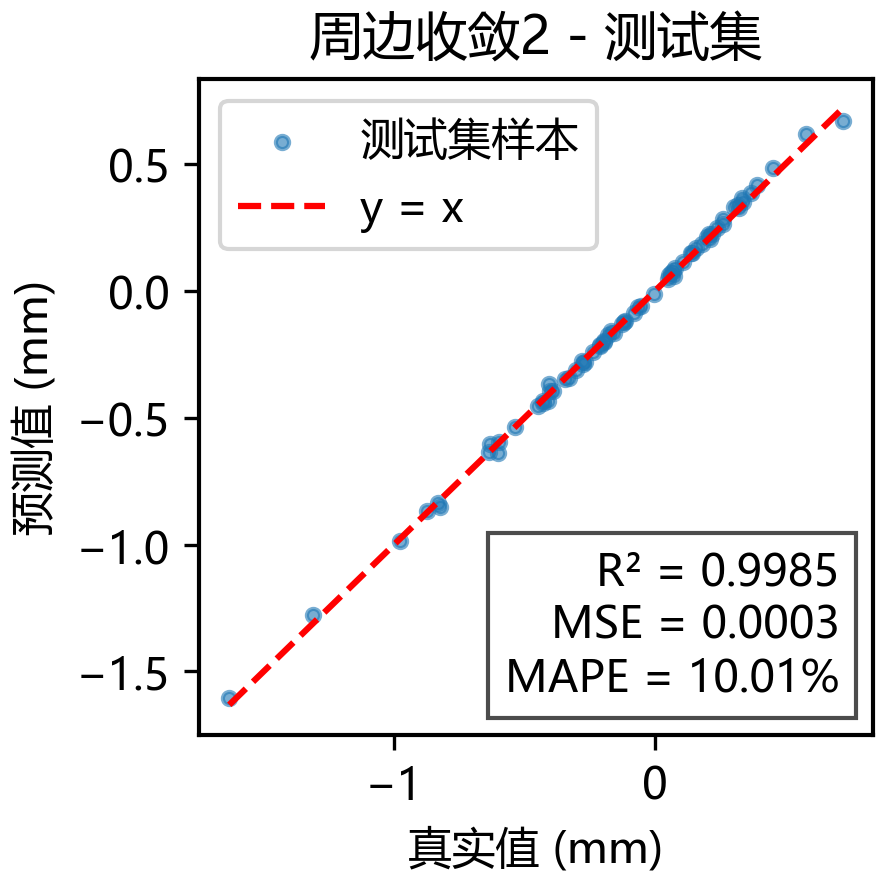 周边收敛2 - 测试集
测试集样本
y = x
预测值 (mm)
0.5
0.0
−0.5
−1.0
−1.5
R² = 0.9985
MSE = 0.0003
MAPE = 10.01%
−1
0
真实值 (mm)